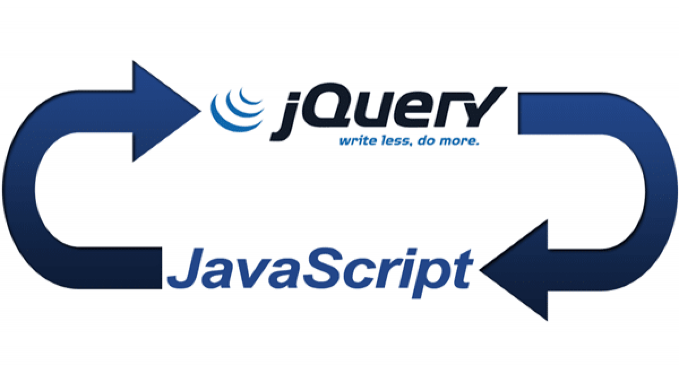 jQuery
write less, do more.
JavaScript